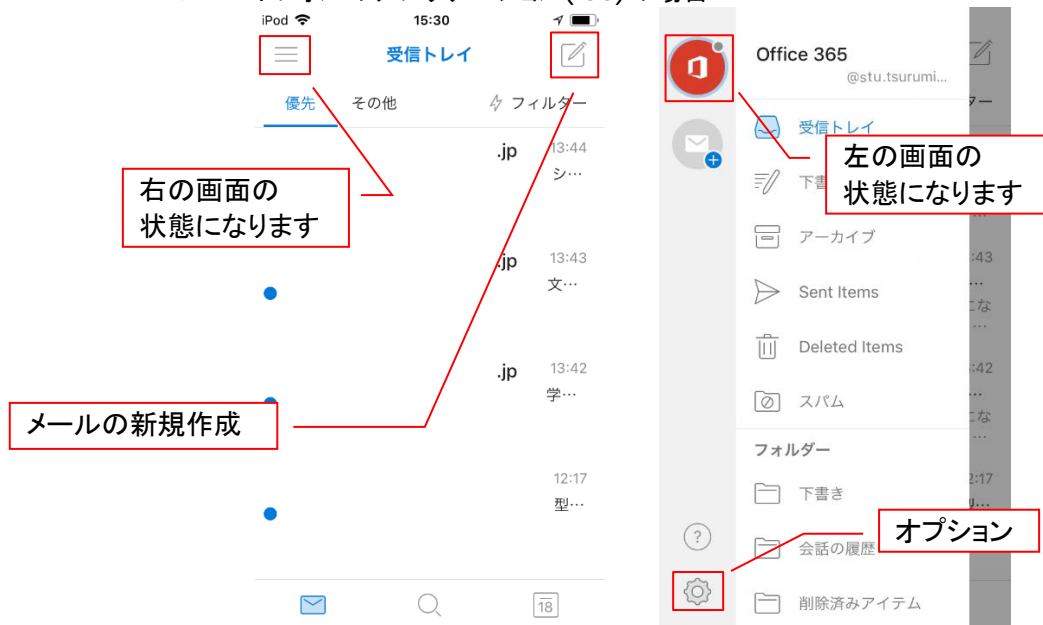 iPod 15:30
受信トレイ
優先 その他 フィルター
.jp 13:44
シ…
右の画面の
状態になります
.jp 13:43
文…
.jp 13:42
学…
メールの新規作成
12:17
型…
18
Office 365
@stu.tsurumi...
受信トレイ
左の画面の
状態になります
下書
アーカイブ
:43
Sent Items
Deleted Items
:42
スパム
フォルダー
2:17
下書き
オプション
会話の履歴
削除済みアイテム
?